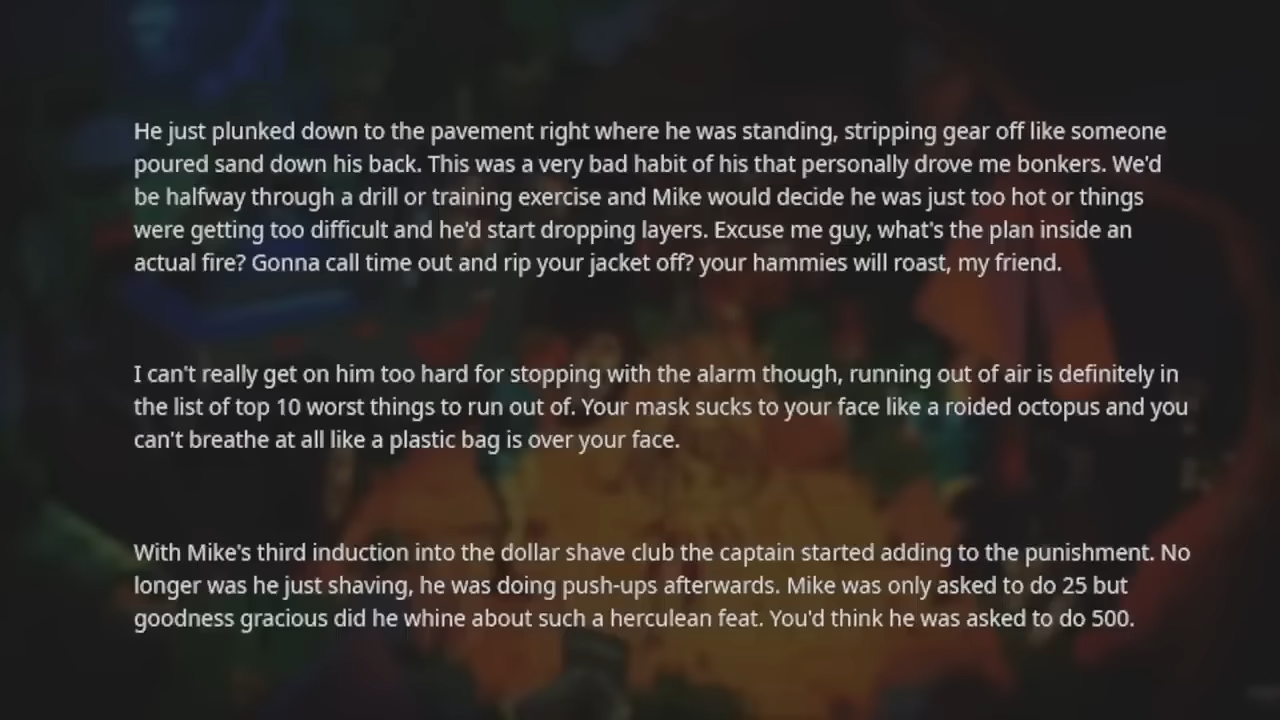 He just plunked down to the pavement right where he was standing, stripping gear off like someone
poured sand down his back. This was a very bad habit of his that personally drove me bonkers. We'd
be halfway through a drill or training exercise and Mike would decide he was just too hot or things
were getting too difficult and he'd start dropping layers. Excuse me guy, what's the plan inside an
actual fire? Gonna call time out and rip your jacket off? your hammies will roast, my friend.
I can't really get on him too hard for stopping with the alarm though, running out of air is definitely in
the list of top 10 worst things to run out of. Your mask sucks to your face like a roided octopus and you
can't breathe at all like a plastic bag is over your face.
With Mike's third induction into the dollar shave club the captain started adding to the punishment. No
longer was he just shaving, he was doing push-ups afterwards. Mike was only asked to do 25 but
goodness gracious did he whine about such a herculean feat. You'd think he was asked to do 500.